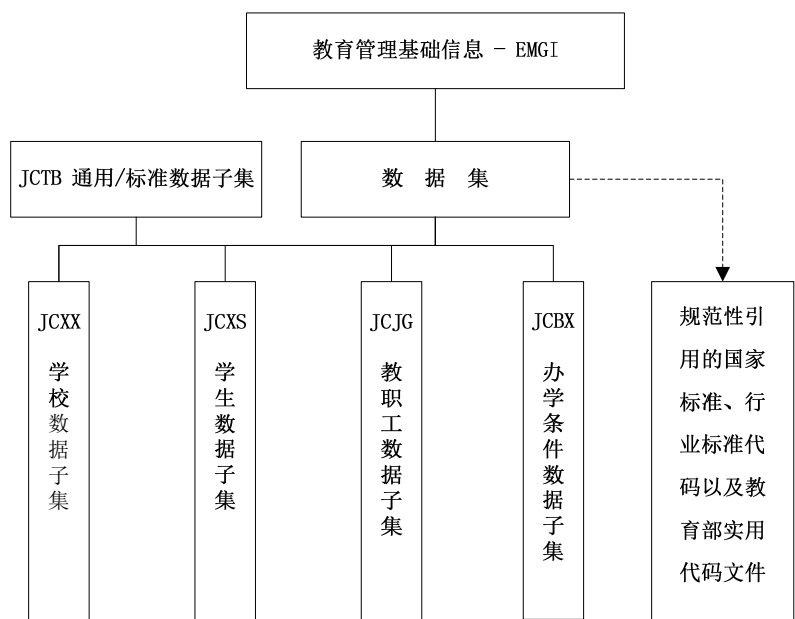 教育管理基础信息 - EMGI
JCTB 通用/标准数据子集
数 据 集
JCXX
学校数据子集
JCXS
学生数据子集
JCJG
教职工数据子集
JCBX
办学条件数据子集
规范性引
用的国家
标准、行
业标准代
码以及教
育部实用
代码文件